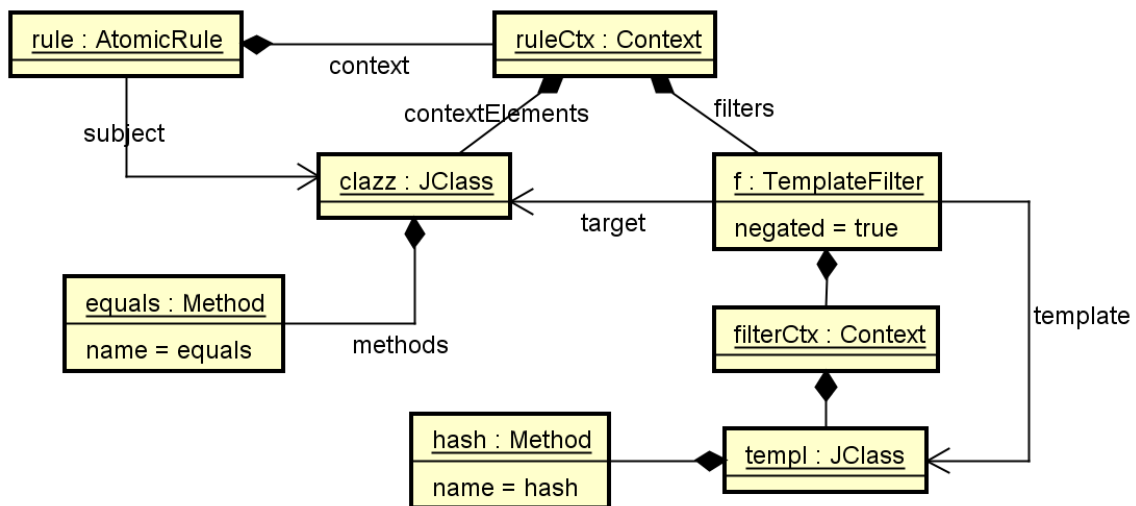 rule : AtomicRule
ruleCtx : Context
context
contextElements
filters
subject
clazz : JClass
f : TemplateFilter
target
negated = true
equals : Method
name = equals
methods
filterCtx : Context
template
hash : Method
name = hash
templ : JClass